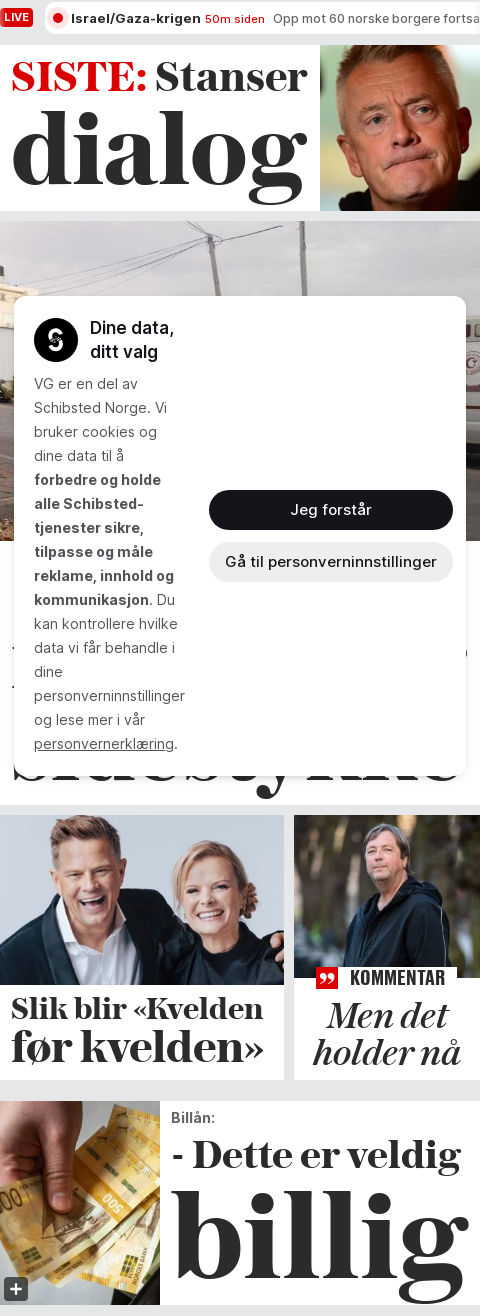 LIVE
Israel/Gaza-krigen 50m siden Opp mot 60 norske borgere fortsa
SISTE: Stanser
dialog
Dine data,
ditt valg
VG er en del av
Schibsted Norge. Vi
bruker cookies og
dine data til å
forbedre og holde
alle Schibsted-
tjenester sikre,
tilpasse og måle
reklame, innhold og
kommunikasjon. Du
kan kontrollere hvilke
data vi får behandle i
dine
personverninnstillinger
og lese mer i vår
personvernerklæring.
Jeg forstår
Gå til personverninnstillinger
Slik blir «Kvelden
før kvelden»
KOMMENTAR
Men det
holder nå
Billån:
- Dette er veldig
billig